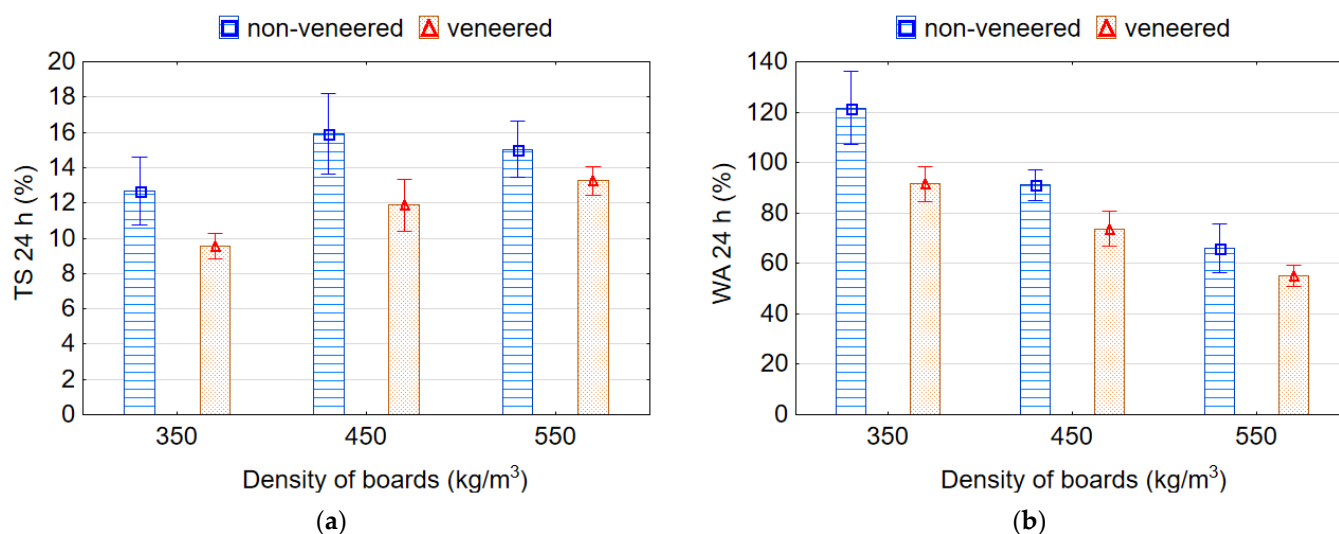 non-veneered veneered
20
18
16
14
12
10
8
6
4
2
0
TS 24 h (%)
350 450 550
Density of boards (kg/m³)
(a)
non-veneered veneered
140
120
100
80
60
40
20
0
WA 24 h (%)
350 450 550
Density of boards (kg/m³)
(b)